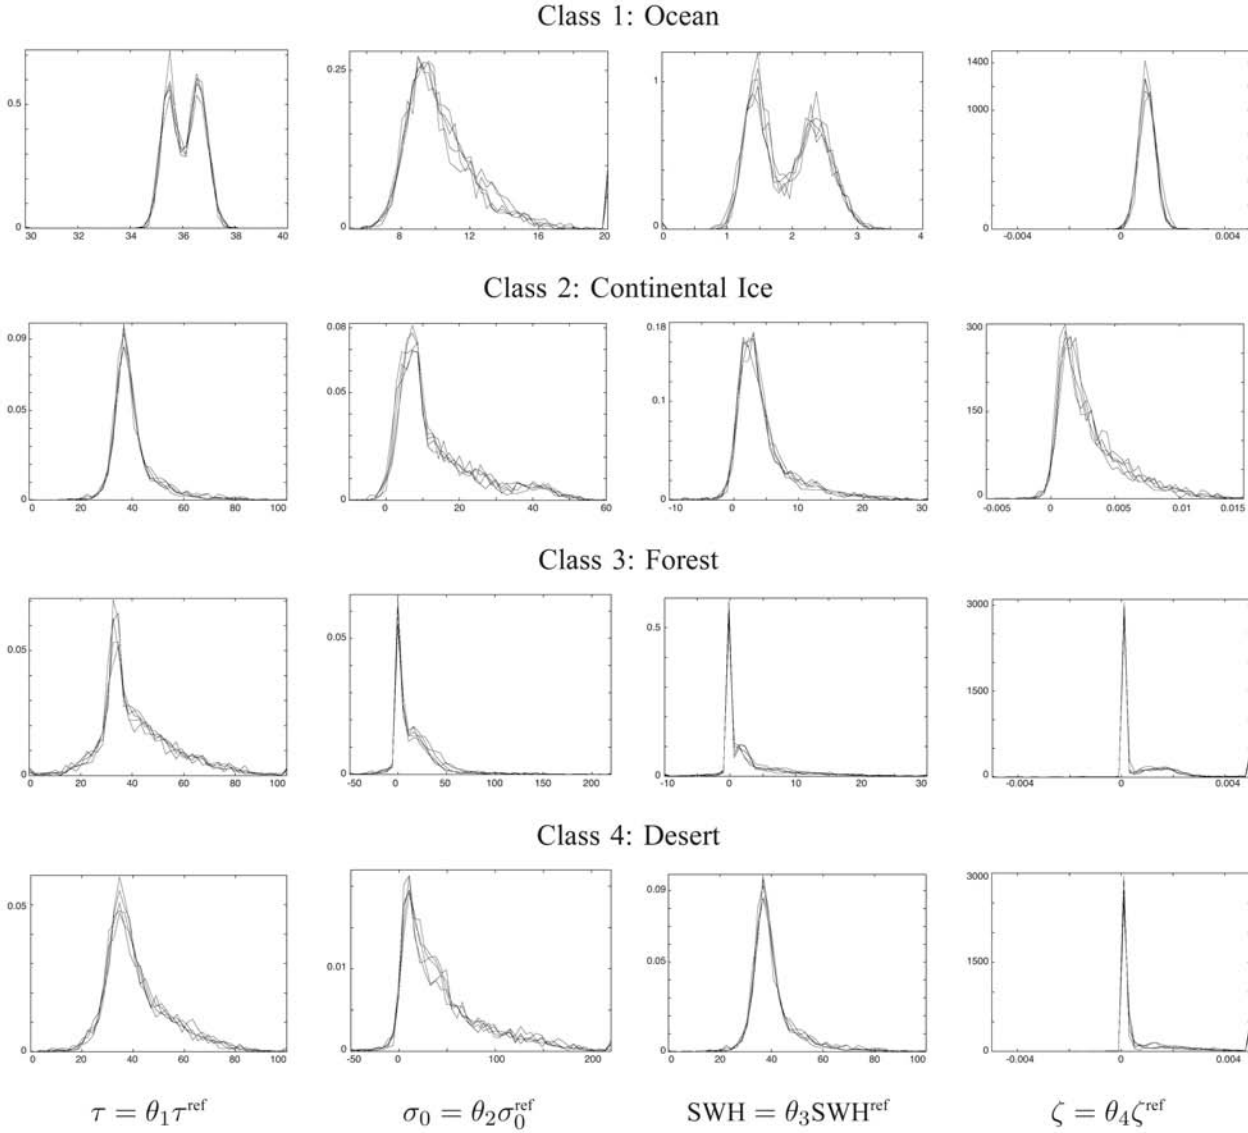 Class 1: Ocean
0.5
0
30 34 36 38 40
0.25
0
8 12 16 20
1
0
0 1 2 3 4
1400
1000
0
-0.004 0 0.004
Class 2: Continental Ice
0.09
0.05
0
0 20 40 60 80 100
0.08
0.05
0
0 20 40 60
0.18
0.1
0
-10 0 10 20 30
300
150
0
-0.005 0 0.005 0.01 0.015
Class 3: Forest
0.05
0
0 20 40 60 80 100
0.05
0
-50 0 50 100 200
0.5
0
-10 0 10 20 30
3000
1500
0
-0.004 0 0.004
Class 4: Desert
0.05
0
0 20 40 60 80 100
0.01
0
-50 0 50 100 200
0.09
0.05
0
0 20 40 60 80 100
3000
1500
0
-0.004 0 0.004
τ = θ₁τ^ref σ₀ = θ₂σ₀^ref SWH = θ₃SWH^ref ζ = θ₄ζ^ref